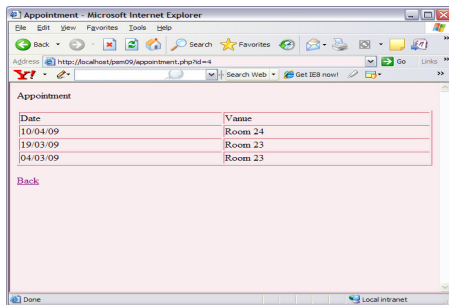 Appointment - Microsoft Internet Explorer
File Edit View Favorites Tools Help
Back Search Favorites
Address http://localhost/psm09/appointment.php?id=4 Go Links »
Y! Search Web Get IE8 now! »
Appointment
Date Vanue
10/04/09 Room 24
19/03/09 Room 23
04/03/09 Room 23
Back
Done Local intranet